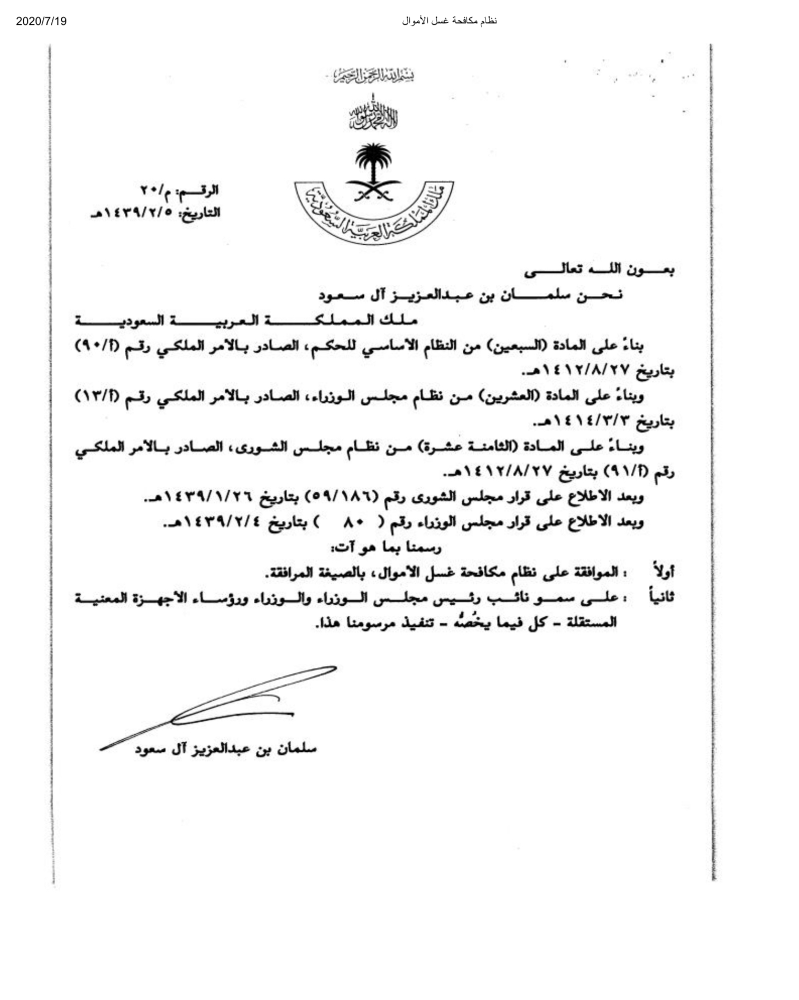 2020/7/19
نظام مكافحة غسل الأموال
بسم الله الرحمن الرحيم
لا إله إلا الله محمد رسول الله
ملك المملكة العربية السعودية
الرقم: م/٢٠
التاريخ: ١٤٣٩/٢/٥هـ
بعون الله تعالى
نحن سلمان بن عبدالعزيز آل سعود
ملك المملكة العربية السعودية
بناءً على المادة (السبعين) من النظام الأساسي للحكم، الصادر بالأمر الملكي رقم (أ/٩٠)
بتاريخ ١٤١٢/٨/٢٧هـ.
وبناءً على المادة (العشرين) من نظام مجلس الوزراء، الصادر بالأمر الملكي رقم (أ/١٣)
بتاريخ ١٤١٤/٣/٣هـ.
وبناءً على المادة (الثامنة عشرة) من نظام مجلس الشورى، الصادر بالأمر الملكي
رقم (أ/٩١) بتاريخ ١٤١٢/٨/٢٧هـ.
وبعد الاطلاع على قرار مجلس الشورى رقم (٥٩/١٨٦) بتاريخ ١٤٣٩/١/٢٦هـ.
وبعد الاطلاع على قرار مجلس الوزراء رقم ( ٨٠ ) بتاريخ ١٤٣٩/٢/٤هـ.
رسمنا بما هو آت:
أولاً : الموافقة على نظام مكافحة غسل الأموال، بالصيغة المرافقة.
ثانياً : على سمو نائب رئيس مجلس الوزراء والوزراء ورؤساء الأجهزة المعنية
المستقلة - كل فيما يخُصُّه - تنفيذ مرسومنا هذا.
سلمان بن عبدالعزيز آل سعود